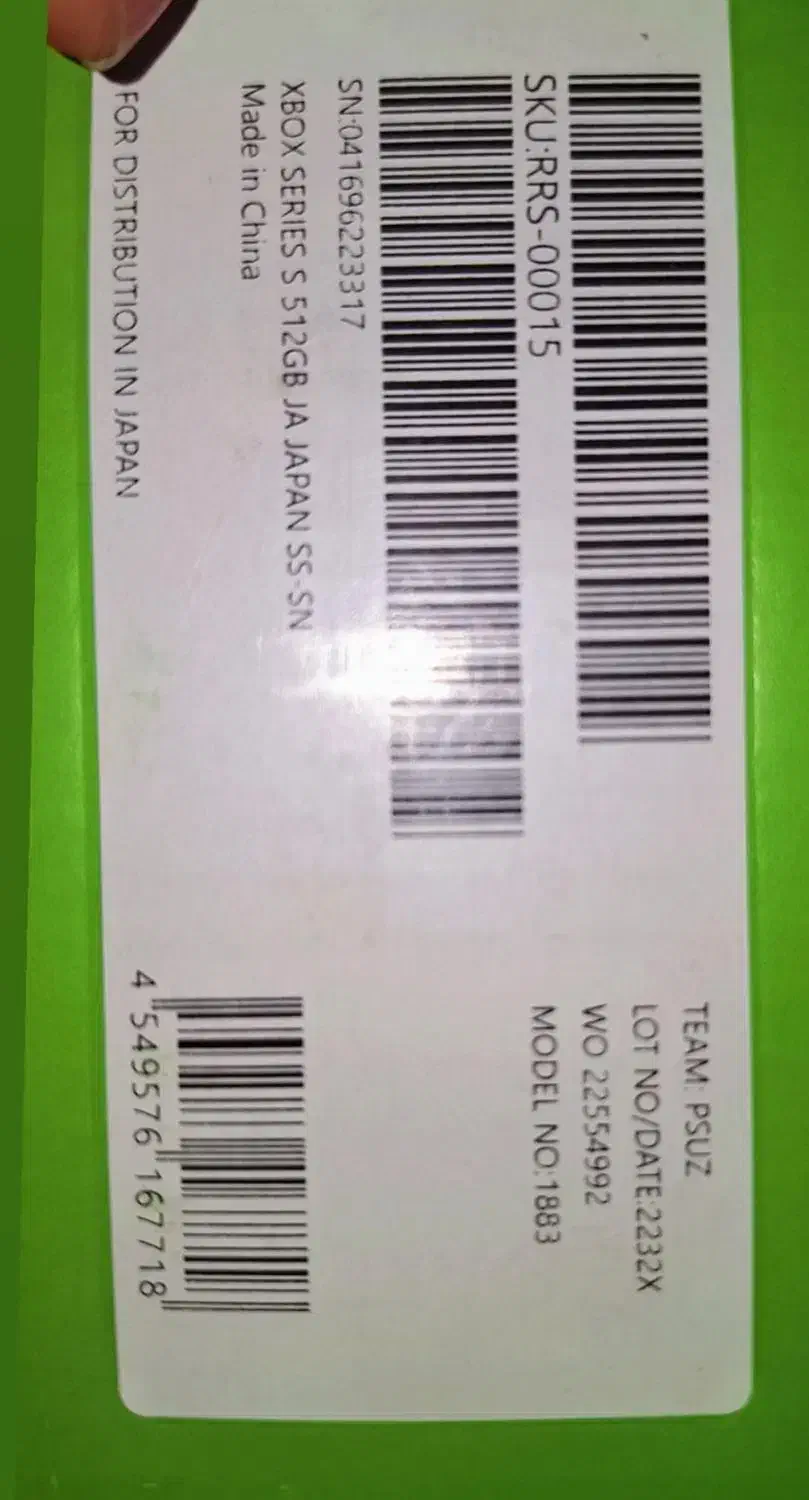 SKU:RRS-00015
SN:041696223317
XBOX SERIES S 512GB JA JAPAN SS-SN
Made in China
FOR DISTRIBUTION IN JAPAN
TEAM: PSUZ
LOT NO/DATE:2232X
WO 22554992
MODEL NO:1883
4 549576 167718